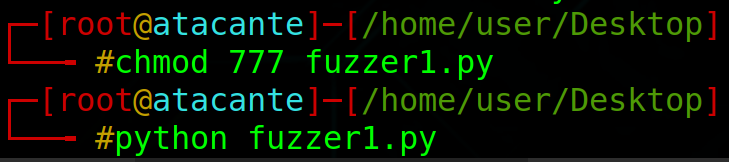 ┌─[root@atacante]─[/home/user/Desktop]
└──╼ #chmod 777 fuzzer1.py
┌─[root@atacante]─[/home/user/Desktop]
└──╼ #python fuzzer1.py